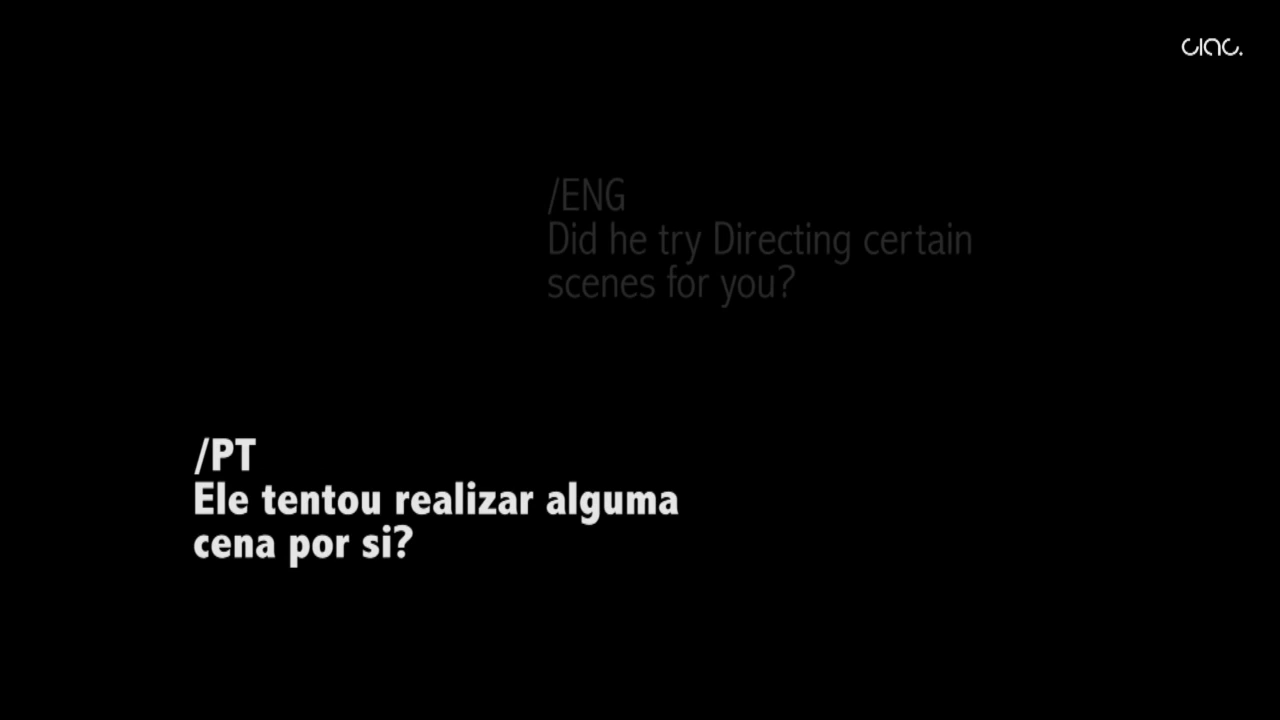 ciac.
/ENG
Did he try Directing certain
scenes for you?
/PT
Ele tentou realizar alguma
cena por si?